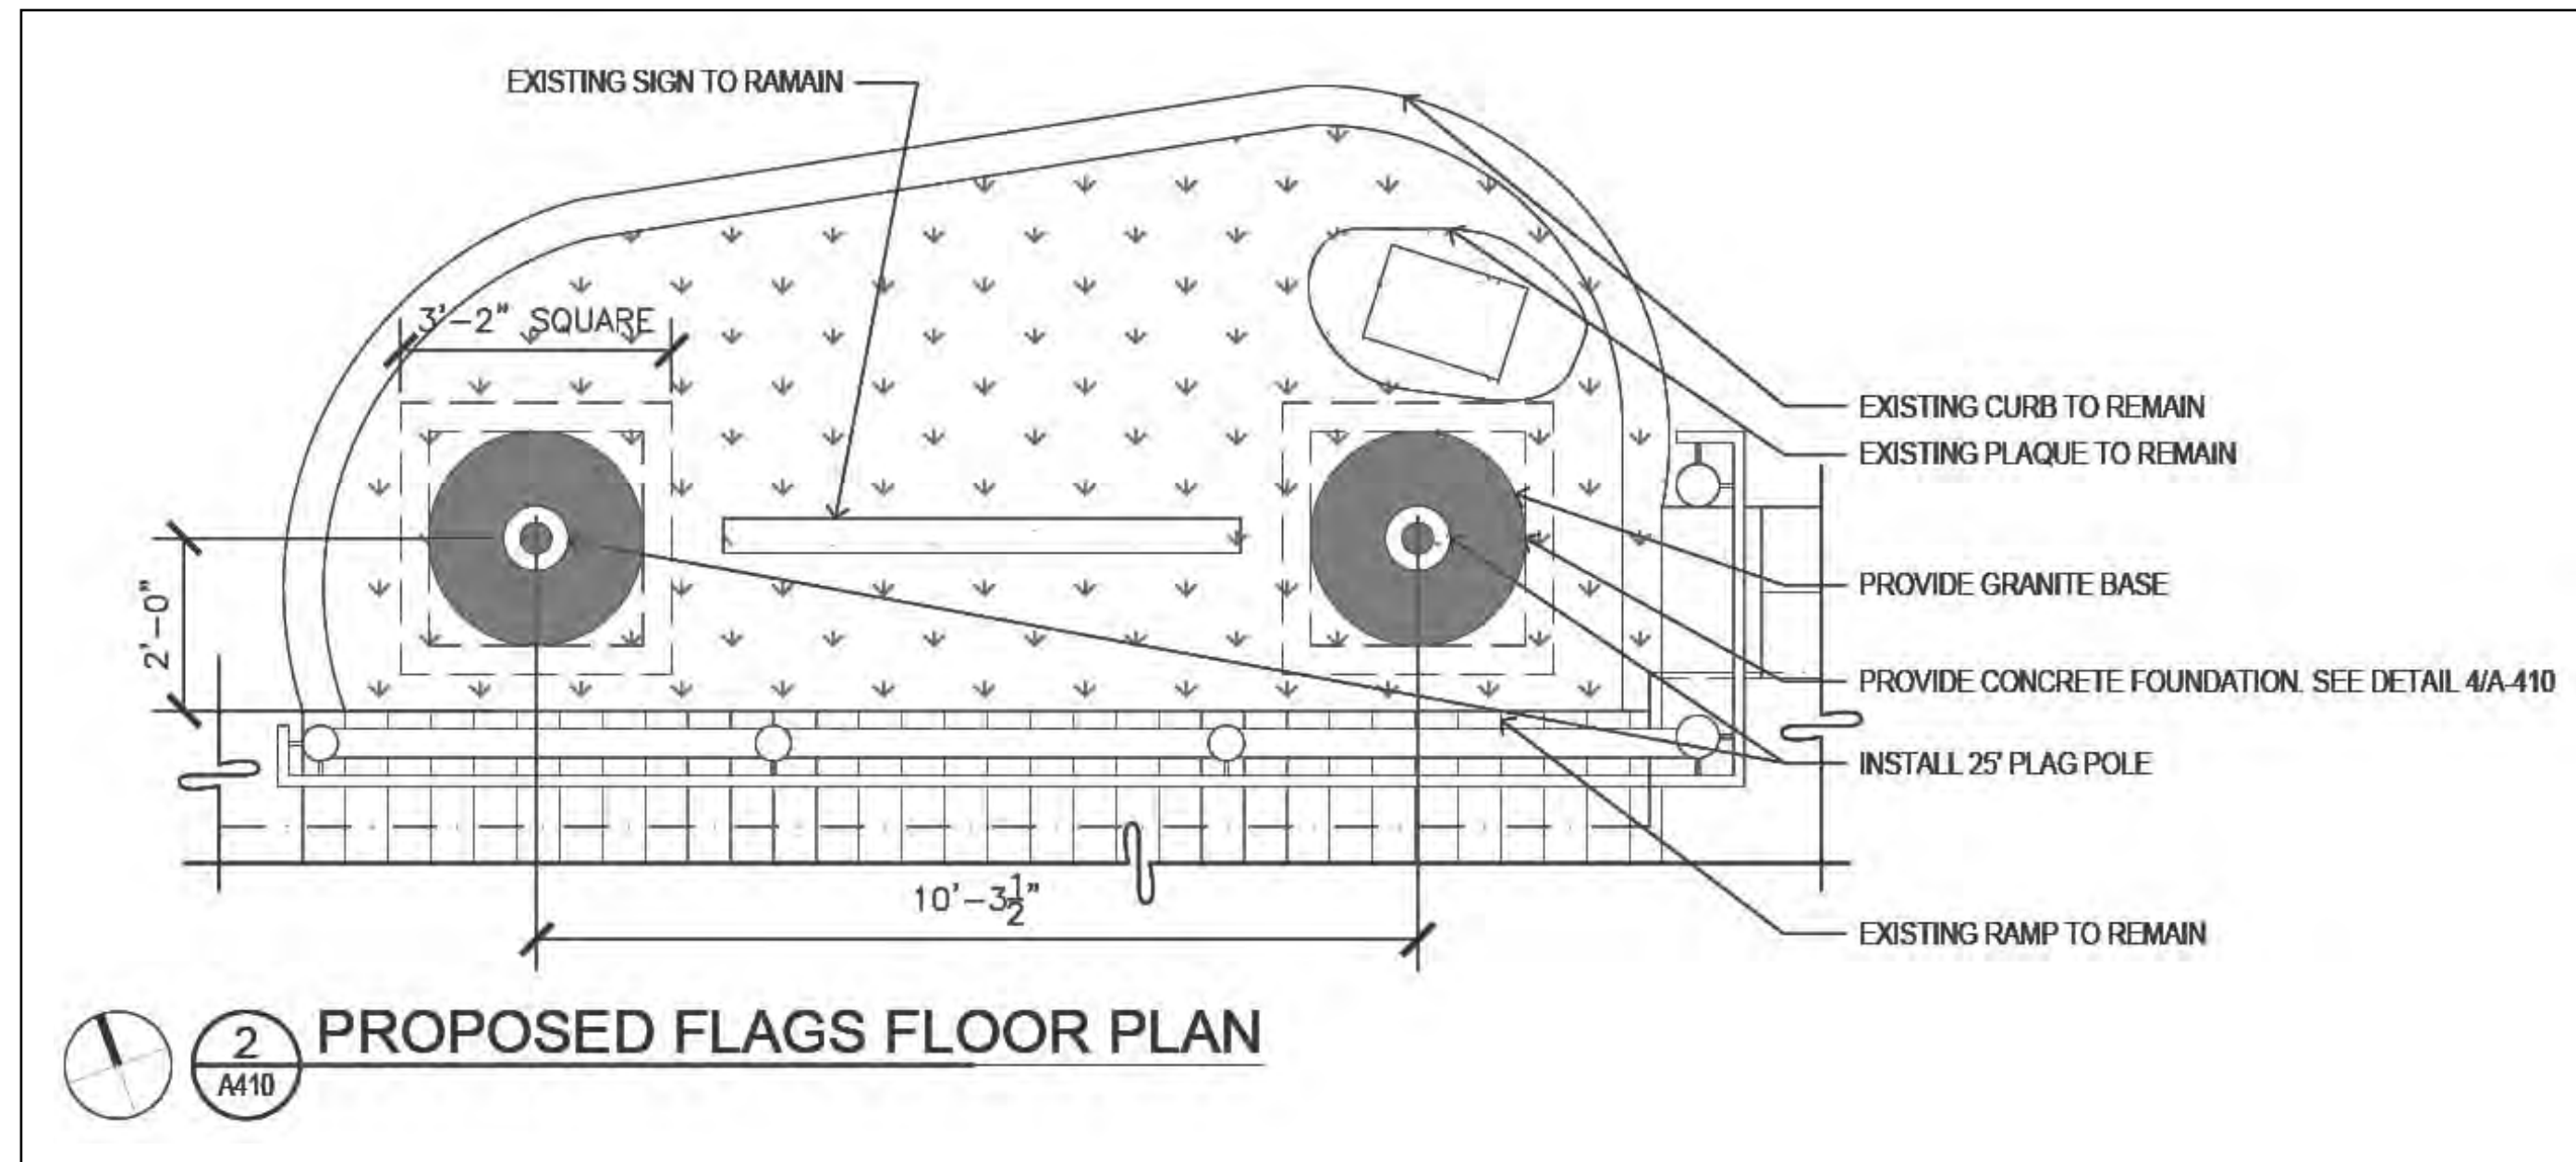 EXISTING SIGN TO RAMAIN
3'-2" SQUARE
EXISTING CURB TO REMAIN
EXISTING PLAQUE TO REMAIN
PROVIDE GRANITE BASE
2'-0"
PROVIDE CONCRETE FOUNDATION. SEE DETAIL 4/A-410
INSTALL 25' PLAG POLE
10'-3½"
EXISTING RAMP TO REMAIN
2
A410
PROPOSED FLAGS FLOOR PLAN